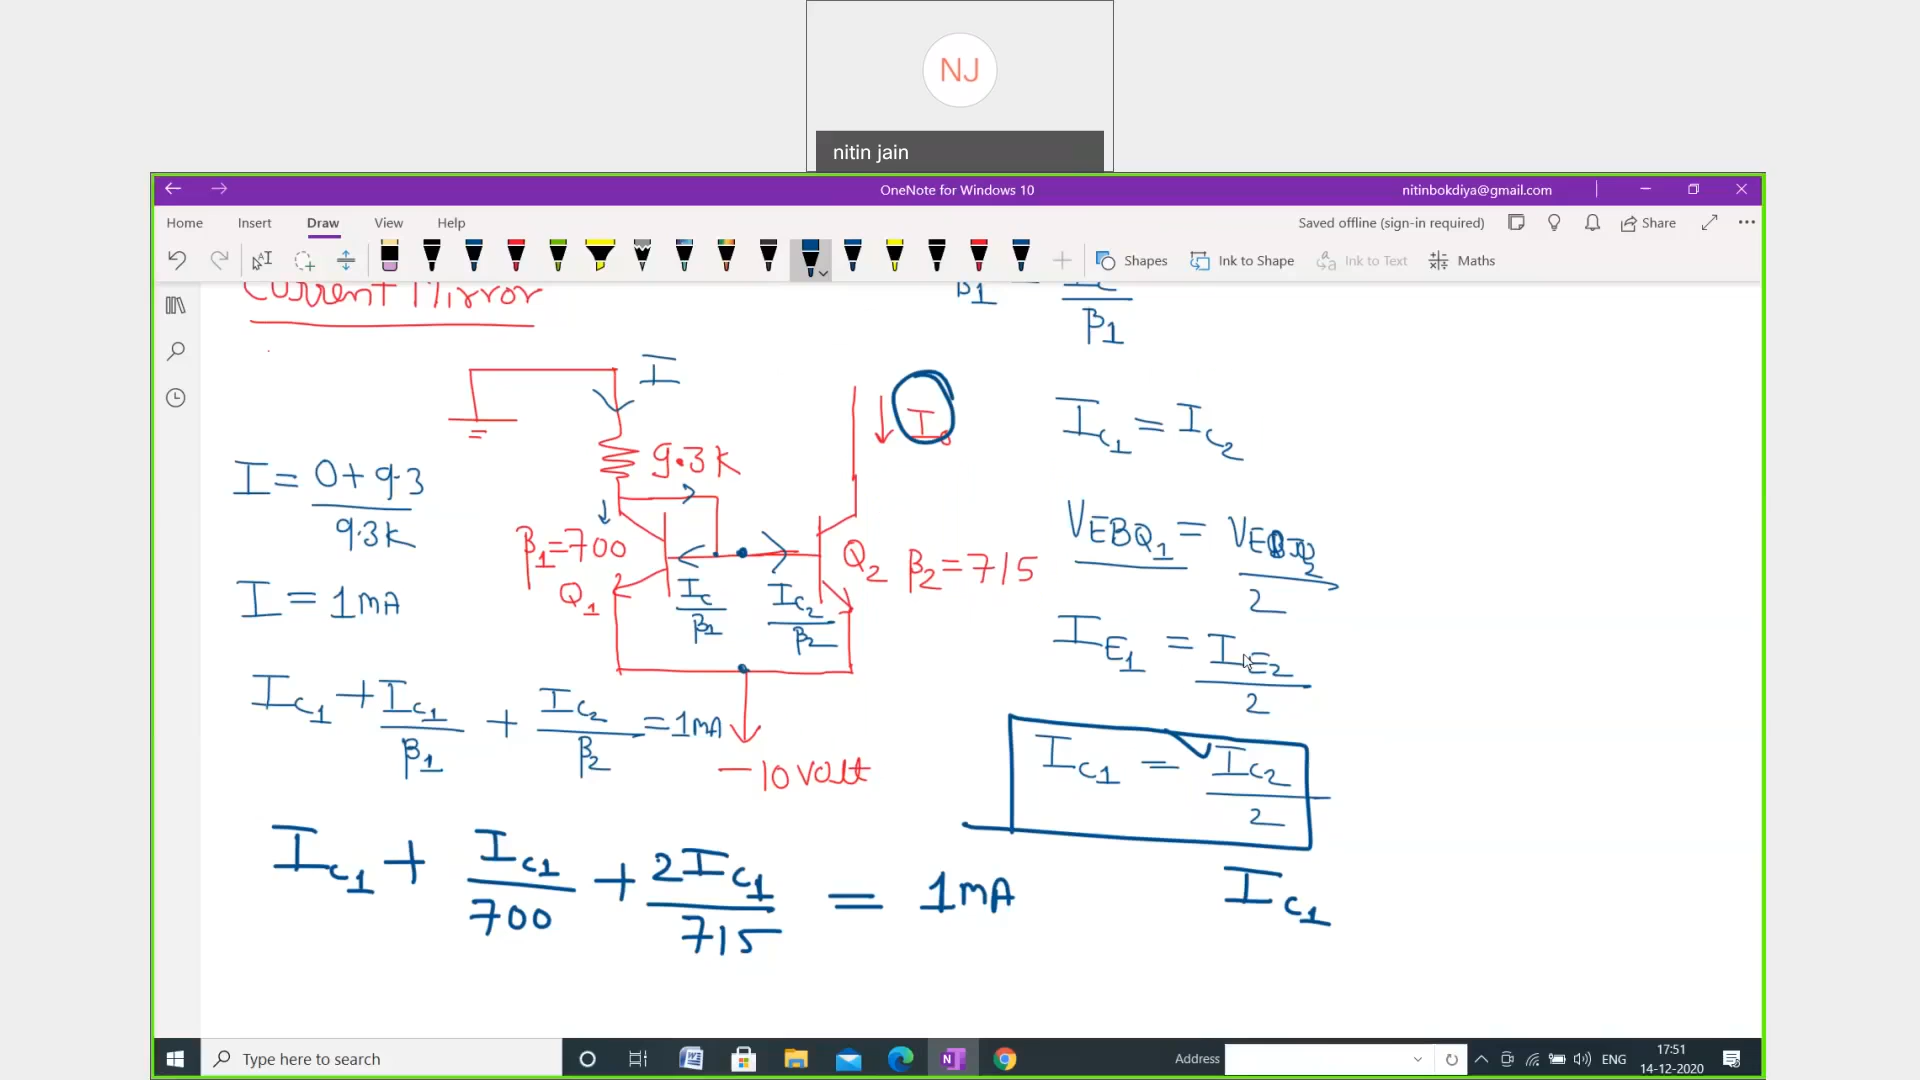 NJ
nitin jain
OneNote for Windows 10
nitinbokdiya@gmail.com
Home Insert Draw View Help
Saved offline (sign-in required)
Share
Shapes
Ink to Shape
Ink to Text
Maths
Current Mirror
β1
I
I = 0 + 9.3 / 9.3K
9.3K
β1 = 700
Q1
Q2
β2 = 715
Ic / β1
Ic2 / β2
I = 1mA
Ic1 + Ic1 / β1 + Ic2 / β2 = 1mA
-10 Volt
Ic1 + Ic1 / 700 + 2Ic1 / 715 = 1mA
Ic1 = Ic2
VEBQ1 =
2
IE1 = IE2 / 2
Ic1 = Ic2 / 2
Ic1
Type here to search
Address
ENG
17:51
14-12-2020